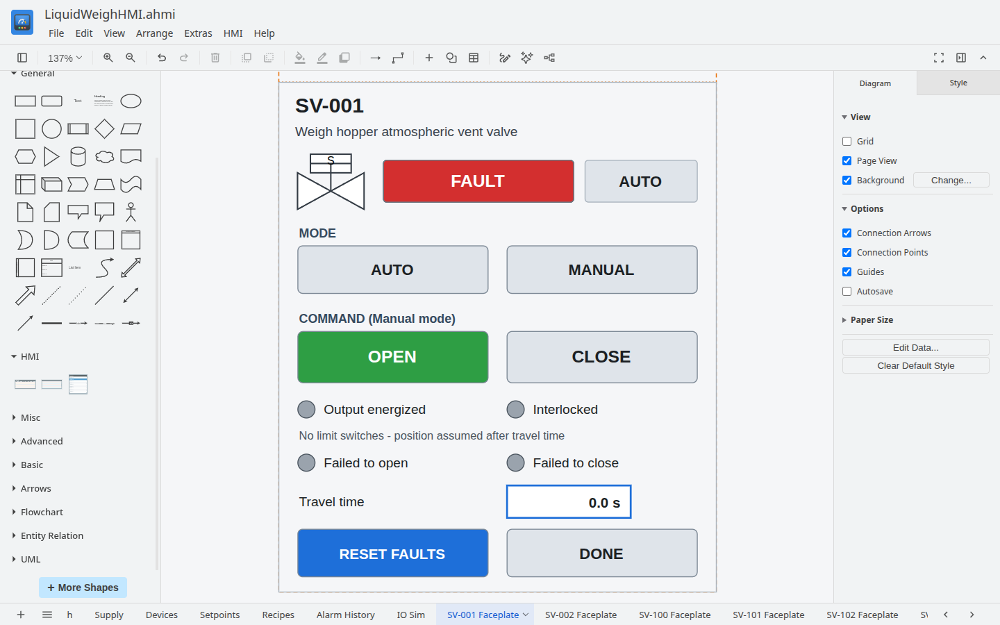 LiquidWeighHMI.ahmi
File Edit View Arrange Extras HMI Help
137%
General
Text
Heading
List Item
HMI
Misc
Advanced
Basic
Arrows
Flowchart
Entity Relation
UML
+ More Shapes
SV-001
Weigh hopper atmospheric vent valve
S
FAULT
AUTO
MODE
AUTO
MANUAL
COMMAND (Manual mode)
OPEN
CLOSE
Output energized
Interlocked
No limit switches - position assumed after travel time
Failed to open
Failed to close
Travel time
0.0 s
RESET FAULTS
DONE
Diagram
Style
View
Grid
Page View
Background
Change...
Options
Connection Arrows
Connection Points
Guides
Autosave
Paper Size
Edit Data...
Clear Default Style
h
Supply
Devices
Setpoints
Recipes
Alarm History
IO Sim
SV-001 Faceplate
SV-002 Faceplate
SV-100 Faceplate
SV-101 Faceplate
SV-102 Faceplate